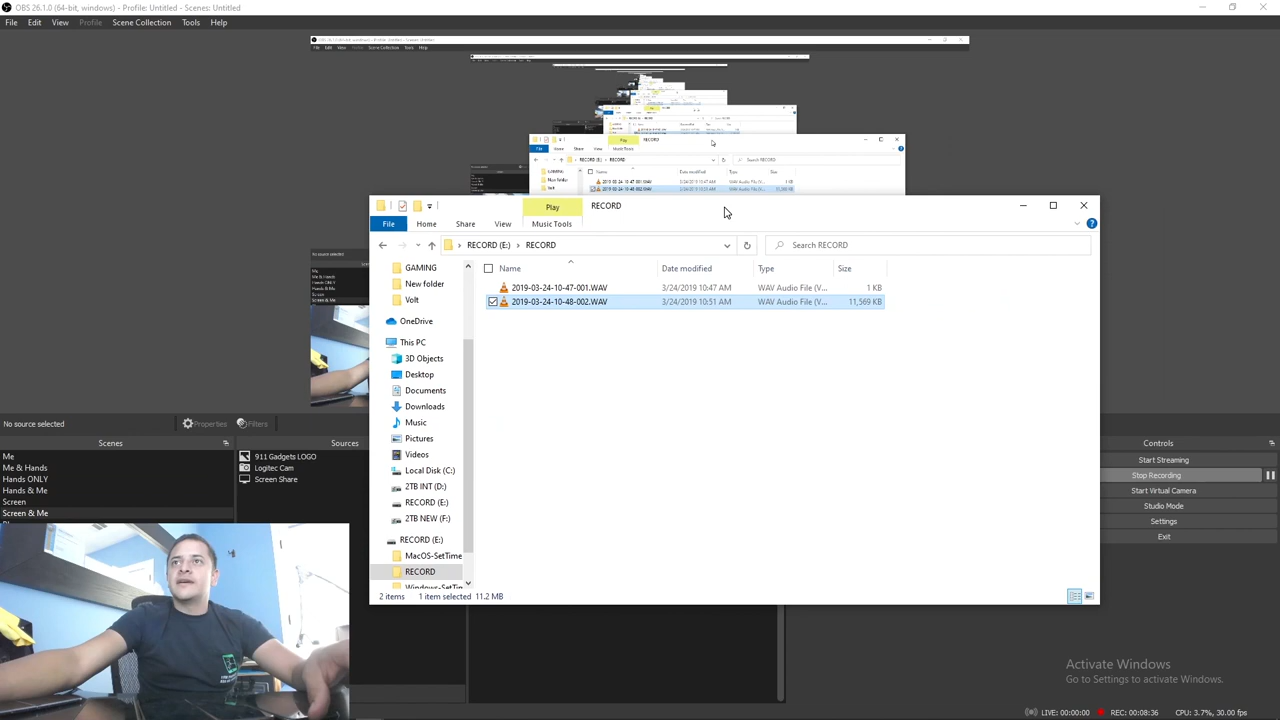 OBS 26.1.0 (64-bit, windows) - Profile: Untitled - Scenes: Untitled
File Edit View Profile Scene Collection Tools Help
Play RECORD
File Home Share View Music Tools
RECORD (E:) RECORD Search RECORD
Name Date modified Type Size
2019-03-24-10-47-001.WAV 3/24/2019 10:47 AM WAV Audio File (V... 1 KB
2019-03-24-10-48-002.WAV 3/24/2019 10:51 AM WAV Audio File (V... 11,569 KB
GAMING
New folder
Volt
OneDrive
This PC
3D Objects
Desktop
Documents
Downloads
Music
Pictures
Videos
Local Disk (C:)
2TB INT (D:)
RECORD (E:)
2TB NEW (F:)
RECORD (E:)
MacOS-SetTime
RECORD
Windows-SetTim
2 items 1 item selected 11.2 MB
No source selected Properties Filters
Scenes
Me
Me & Hands
Hands ONLY
Hands & Me
Screen
Screen & Me
Sources
911 Gadgets LOGO
Logitec Cam
Screen Share
Controls
Start Streaming
Stop Recording
Start Virtual Camera
Studio Mode
Settings
Exit
Activate Windows
Go to Settings to activate Windows.
LIVE: 00:00:00 REC: 00:08:36 CPU: 3.7%, 30.00 fps